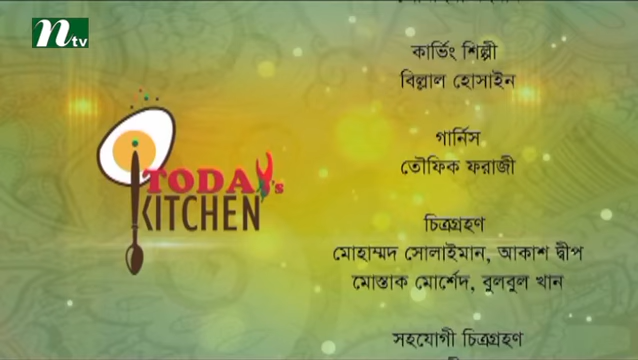 ntv
TODAY's
KITCHEN
কার্ভিং শিল্পী
বিল্লাল হোসাইন
গার্নিস
তৌফিক ফরাজী
চিত্রগ্রহণ
মোহাম্মদ সোলাইমান, আকাশ দ্বীপ
মোস্তাক মোর্শেদ, বুলবুল খান
সহযোগী চিত্রগ্রহণ